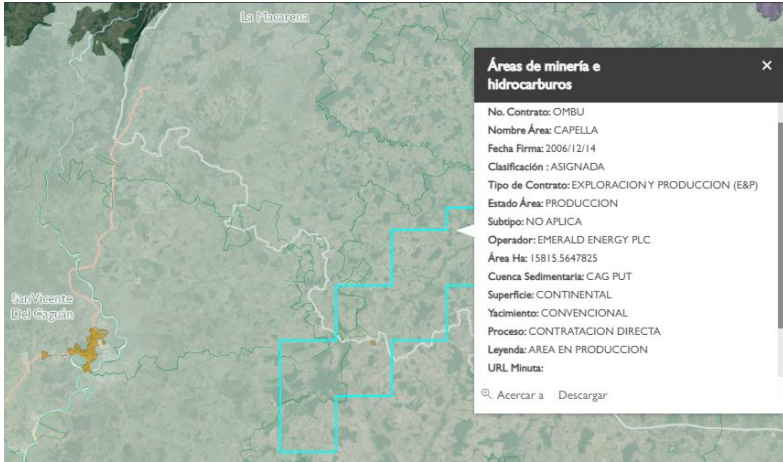 La Macarena
San Vicente
Del Caguán
Áreas de minería e
hidrocarburos
×
No. Contrato: OMBU
Nombre Área: CAPELLA
Fecha Firma: 2006/12/14
Clasificación : ASIGNADA
Tipo de Contrato: EXPLORACION Y PRODUCCION (E&P)
Estado Área: PRODUCCION
Subtipo: NO APLICA
Operador: EMERALD ENERGY PLC
Área Ha: 15815.5647825
Cuenca Sedimentaria: CAG PUT
Superficie: CONTINENTAL
Yacimiento: CONVENCIONAL
Proceso: CONTRATACION DIRECTA
Leyenda: AREA EN PRODUCCION
URL Minuta:
Acercar a Descargar